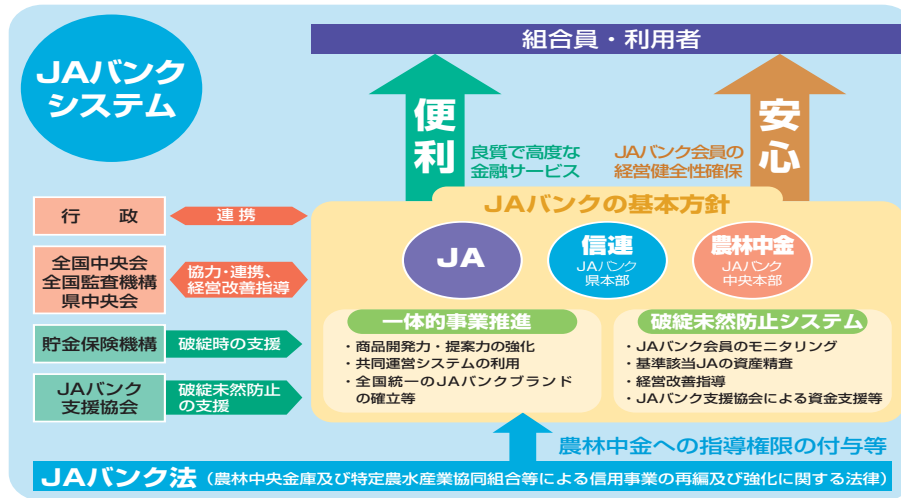 JAバンク
システム
組合員・利用者
便利
良質で高度な
金融サービス
安心
JAバンク会員の
経営健全性確保
行　政
連 携
全国中央会
全国監査機構
県中央会
協力・連携、
経営改善指導
貯金保険機構
破綻時の支援
JAバンク
支援協会
破綻未然防止
の支援
JAバンクの基本方針
JA
信連
JAバンク
県本部
農林中金
JAバンク
中央本部
一体的事業推進
・商品開発力・提案力の強化
・共同運営システムの利用
・全国統一のJAバンクブランド
の確立等
破綻未然防止システム
・JAバンク会員のモニタリング
・基準該当JAの資産精査
・経営改善指導
・JAバンク支援協会による資金支援等
農林中金への指導権限の付与等
JAバンク法（農林中央金庫及び特定農水産業協同組合等による信用事業の再編及び強化に関する法律）